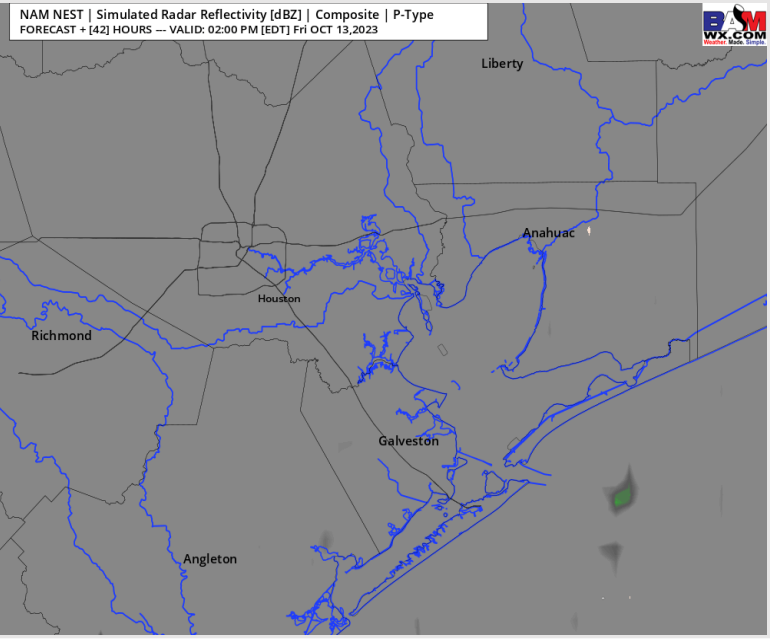 NAM NEST | Simulated Radar Reflectivity [dBZ] | Composite | P-Type
FORECAST + [42] HOURS --- VALID: 02:00 PM [EDT] Fri OCT 13,2023
BAM
WX.COM
Weather. Made. Simple.
Liberty
Anahuac
Houston
Richmond
Galveston
Angleton